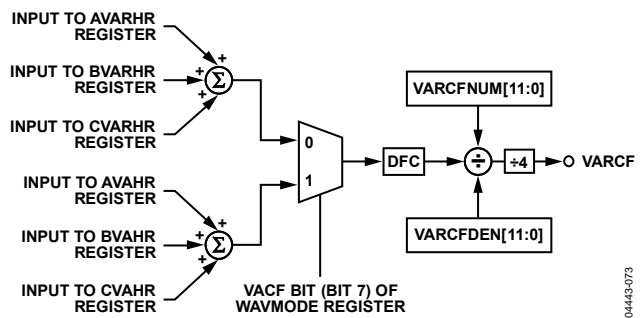 INPUT TO AVARHR
REGISTER
+
INPUT TO BVARHR
REGISTER
+
Σ
+
INPUT TO CVARHR
REGISTER
VARCFNUM[11:0]
0
1
DFC
÷
÷4
VARCF
INPUT TO AVAHR
REGISTER
+
INPUT TO BVAHR
REGISTER
+
Σ
+
INPUT TO CVAHR
REGISTER
VARCFDEN[11:0]
VACF BIT (BIT 7) OF
WAVMODE REGISTER
04443-073